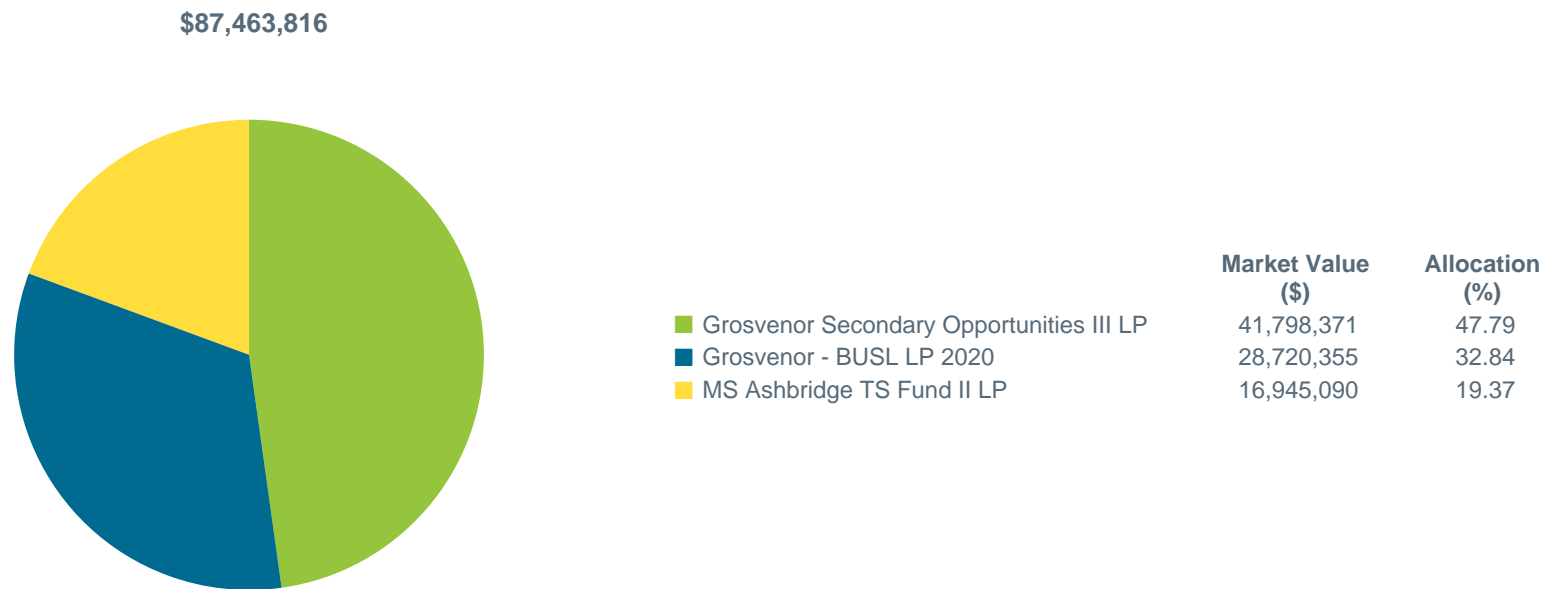 $87,463,816
Market Value Allocation
($) (%)
Grosvenor Secondary Opportunities III LP 41,798,371 47.79
Grosvenor - BUSL LP 2020 28,720,355 32.84
MS Ashbridge TS Fund II LP 16,945,090 19.37